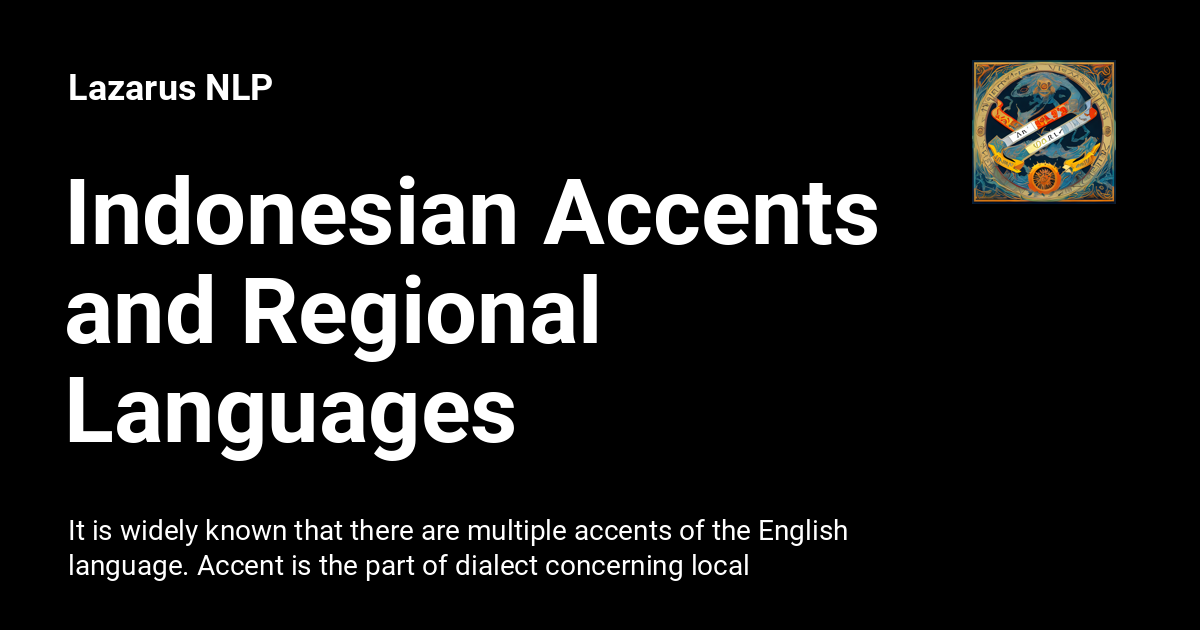 Lazarus NLP
Indonesian Accents
and Regional
Languages
It is widely known that there are multiple accents of the English
language. Accent is the part of dialect concerning local